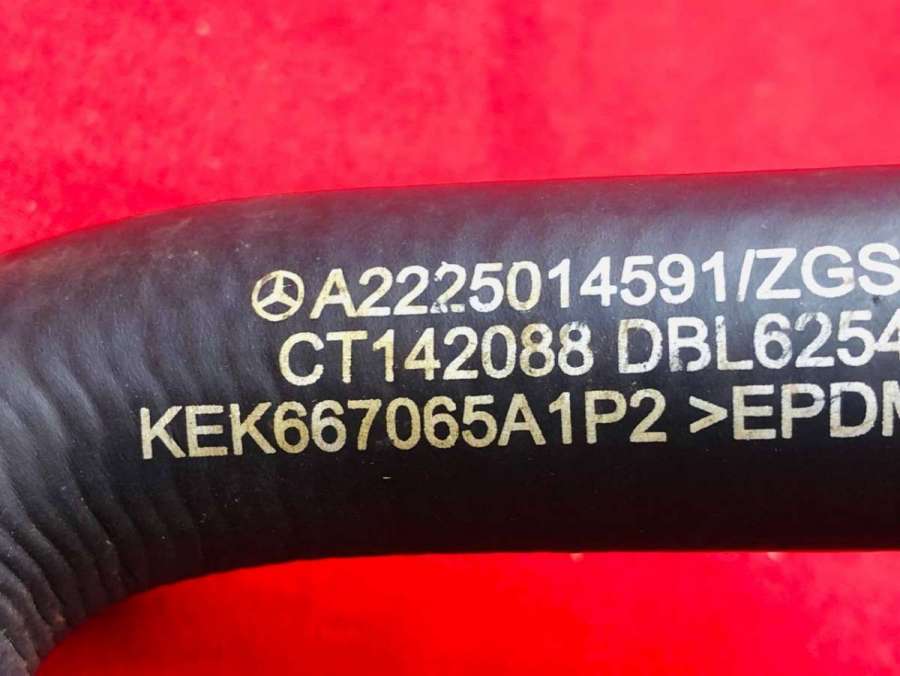 A2225014591/ZGS
CT142088 DBL6254
KEK667065A1P2 >EPDM